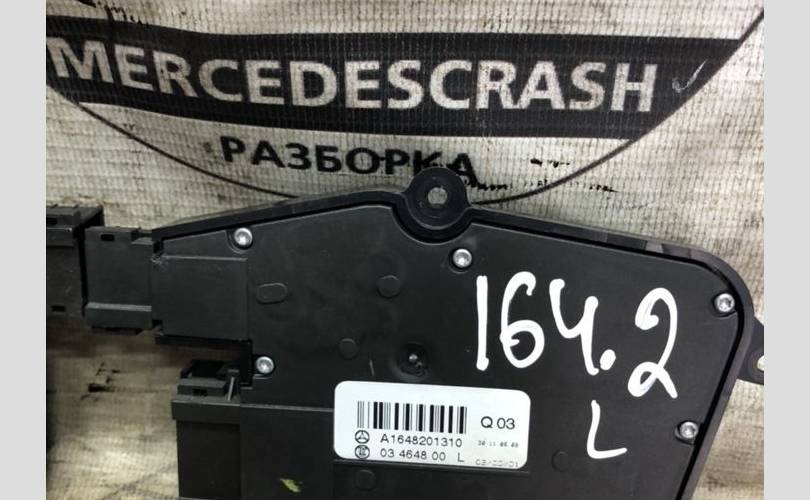 MERCEDESCRASH
РАЗБОРКА
164.2
L
Q 03
A1648201310
03 4648 00 L